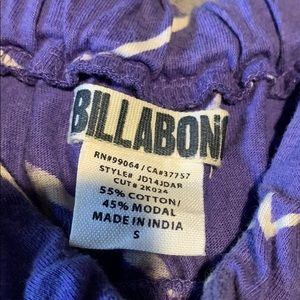 BILLABONG
RN#99064 / CA#37757
STYLE# JD14JDAR
CUT# 2K024
55% COTTON/
45% MODAL
MADE IN INDIA
S